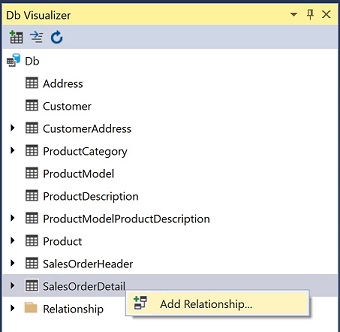 Db Visualizer
Db
Address
Customer
CustomerAddress
ProductCategory
ProductModel
ProductDescription
ProductModelProductDescription
Product
SalesOrderHeader
SalesOrderDetail
Add Relationship...
Relationship